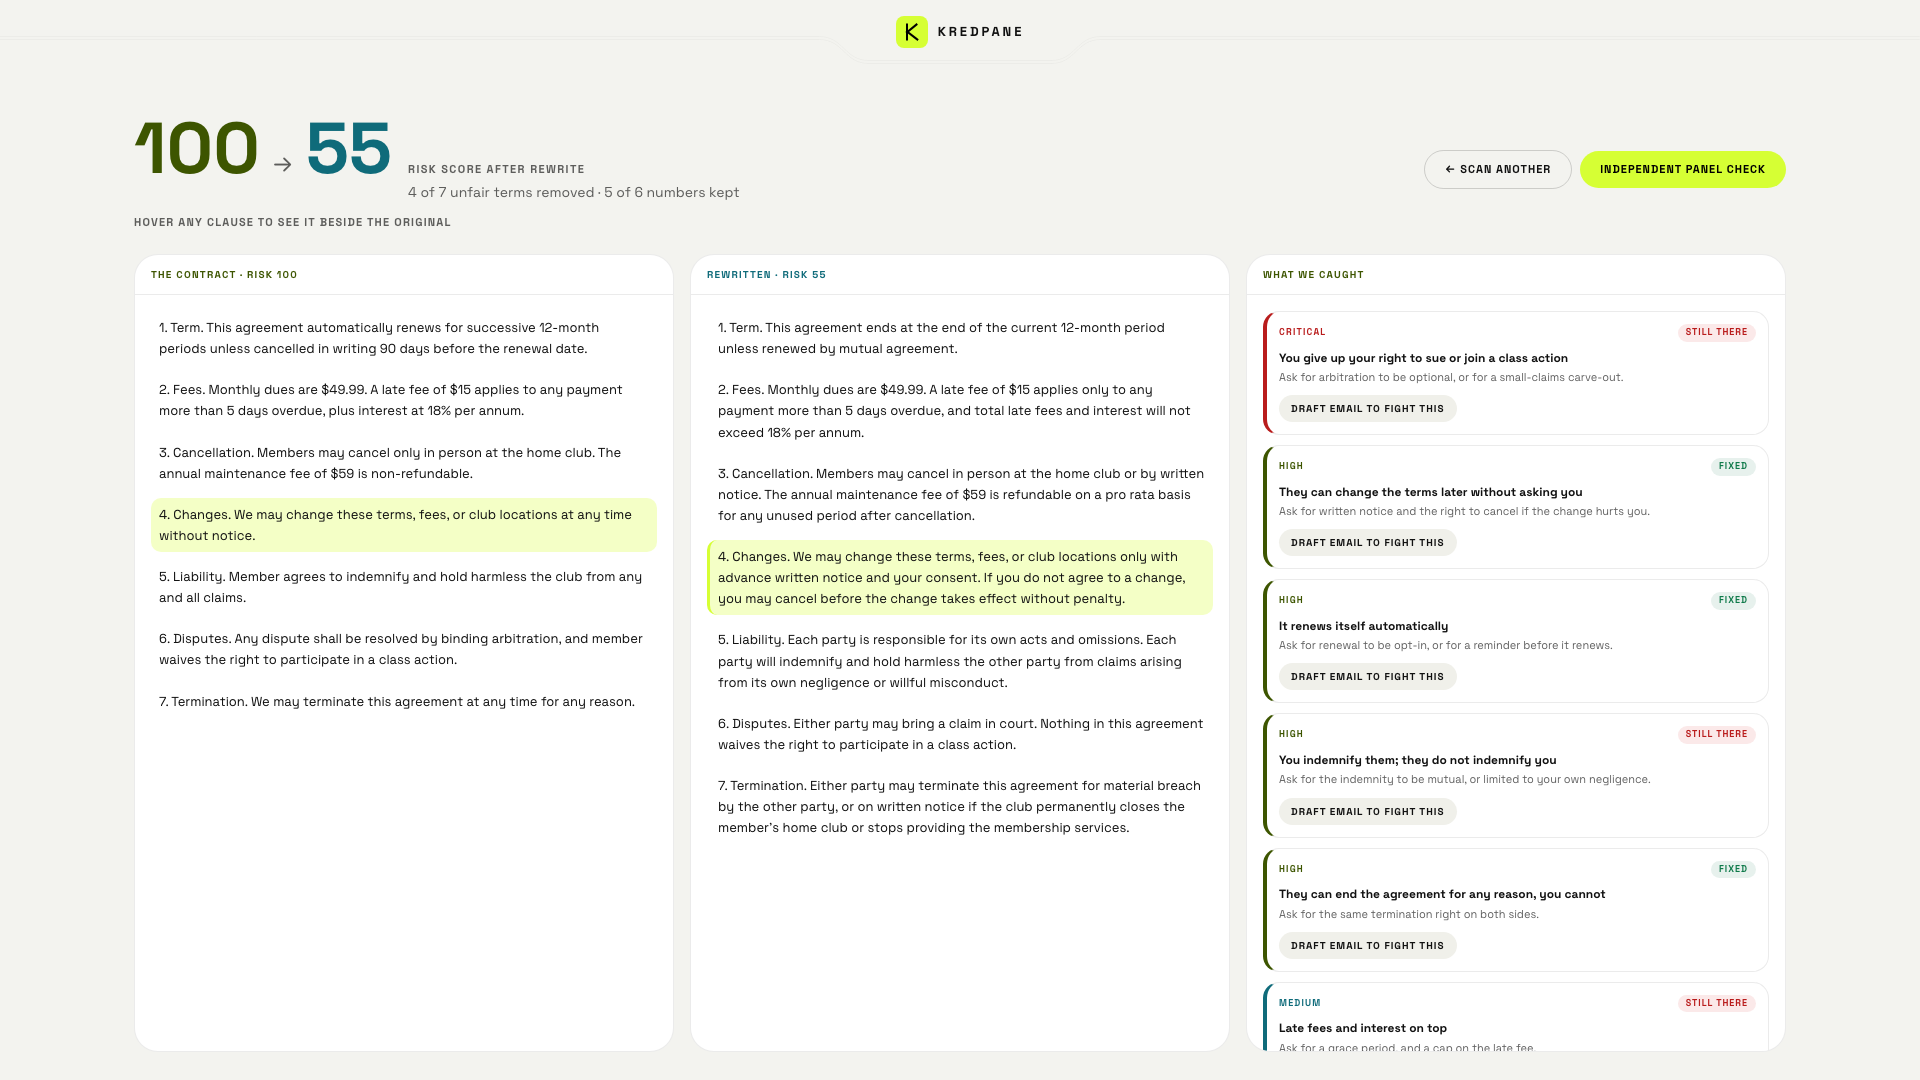 KREDPANE
100 → 55
RISK SCORE AFTER REWRITE
4 of 7 unfair terms removed · 5 of 6 numbers kept
← SCAN ANOTHER
INDEPENDENT PANEL CHECK
HOVER ANY CLAUSE TO SEE IT BESIDE THE ORIGINAL
THE CONTRACT · RISK 100
1. Term. This agreement automatically renews for successive 12-month
periods unless cancelled in writing 90 days before the renewal date.
2. Fees. Monthly dues are $49.99. A late fee of $15 applies to any payment
more than 5 days overdue, plus interest at 18% per annum.
3. Cancellation. Members may cancel only in person at the home club. The
annual maintenance fee of $59 is non-refundable.
4. Changes. We may change these terms, fees, or club locations at any time
without notice.
5. Liability. Member agrees to indemnify and hold harmless the club from any
and all claims.
6. Disputes. Any dispute shall be resolved by binding arbitration, and member
waives the right to participate in a class action.
7. Termination. We may terminate this agreement at any time for any reason.
REWRITTEN · RISK 55
1. Term. This agreement ends at the end of the current 12-month period
unless renewed by mutual agreement.
2. Fees. Monthly dues are $49.99. A late fee of $15 applies only to any
payment more than 5 days overdue, and total late fees and interest will not
exceed 18% per annum.
3. Cancellation. Members may cancel in person at the home club or by written
notice. The annual maintenance fee of $59 is refundable on a pro rata basis
for any unused period after cancellation.
4. Changes. We may change these terms, fees, or club locations only with
advance written notice and your consent. If you do not agree to a change,
you may cancel before the change takes effect without penalty.
5. Liability. Each party is responsible for its own acts and omissions. Each
party will indemnify and hold harmless the other party from claims arising
from its own negligence or willful misconduct.
6. Disputes. Either party may bring a claim in court. Nothing in this agreement
waives the right to participate in a class action.
7. Termination. Either party may terminate this agreement for material breach
by the other party, or on written notice if the club permanently closes the
member's home club or stops providing the membership services.
WHAT WE CAUGHT
CRITICAL
STILL THERE
You give up your right to sue or join a class action
Ask for arbitration to be optional, or for a small-claims carve-out.
DRAFT EMAIL TO FIGHT THIS
HIGH
FIXED
They can change the terms later without asking you
Ask for written notice and the right to cancel if the change hurts you.
DRAFT EMAIL TO FIGHT THIS
HIGH
FIXED
It renews itself automatically
Ask for renewal to be opt-in, or for a reminder before it renews.
DRAFT EMAIL TO FIGHT THIS
HIGH
STILL THERE
You indemnify them; they do not indemnify you
Ask for the indemnity to be mutual, or limited to your own negligence.
DRAFT EMAIL TO FIGHT THIS
HIGH
FIXED
They can end the agreement for any reason, you cannot
Ask for the same termination right on both sides.
DRAFT EMAIL TO FIGHT THIS
MEDIUM
STILL THERE
Late fees and interest on top
Ask for a grace period, and a cap on the late fee.